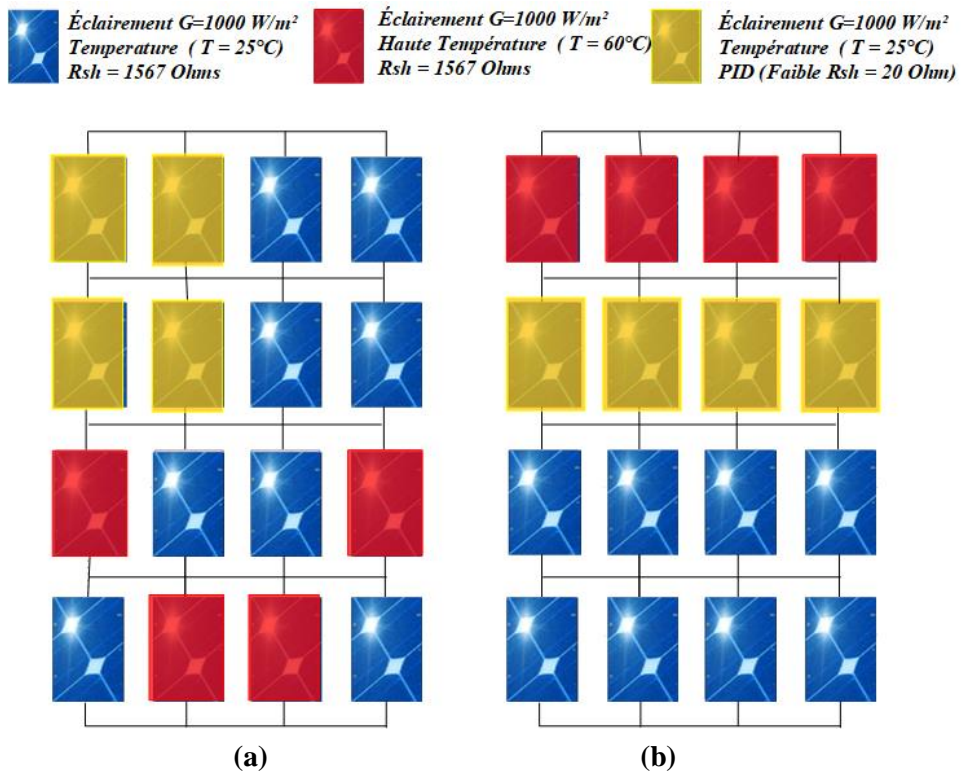 Éclairement G=1000 W/m²
Temperature ( T = 25°C)
Rsh = 1567 Ohms
Éclairement G=1000 W/m²
Haute Température ( T = 60°C)
Rsh = 1567 Ohms
Éclairement G=1000 W/m²
Température ( T = 25°C)
PID (Faible Rsh = 20 Ohm)
(a)
(b)